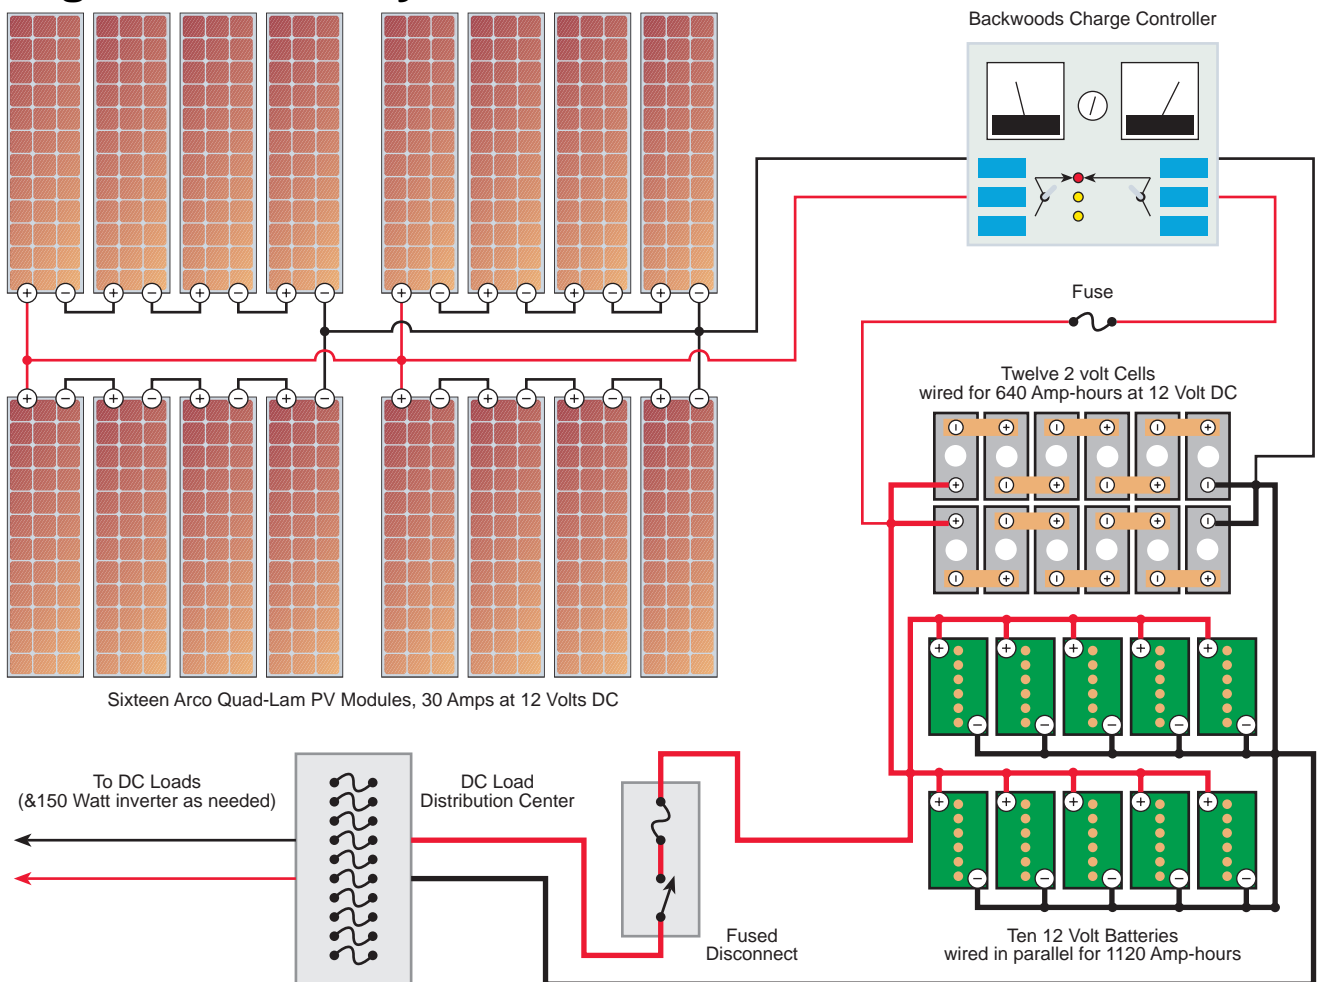 Backwoods Charge Controller
Fuse
Twelve 2 volt Cells
wired for 640 Amp-hours at 12 Volt DC
Sixteen Arco Quad-Lam PV Modules, 30 Amps at 12 Volts DC
To DC Loads
(&150 Watt inverter as needed)
DC Load
Distribution Center
Fused
Disconnect
Ten 12 Volt Batteries
wired in parallel for 1120 Amp-hours